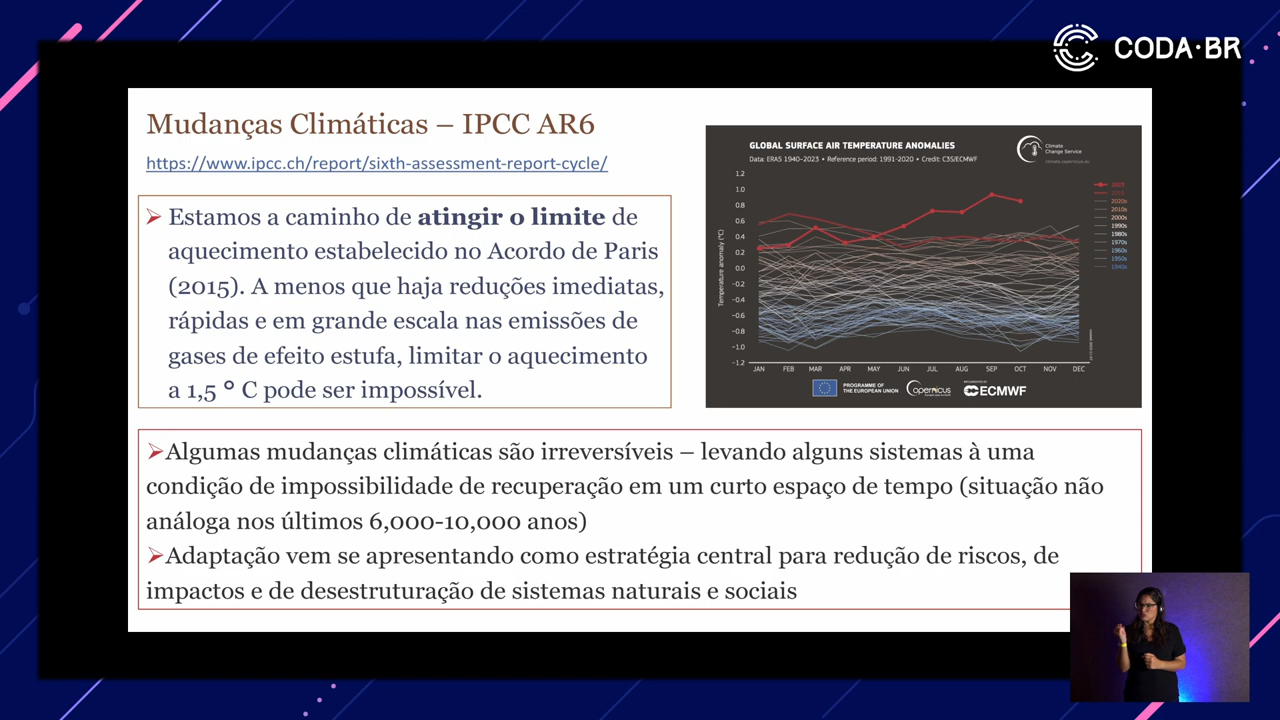 CODA·BR
Mudanças Climáticas – IPCC AR6
https://www.ipcc.ch/report/sixth-assessment-report-cycle/
➢ Estamos a caminho de atingir o limite de
aquecimento estabelecido no Acordo de Paris
(2015). A menos que haja reduções imediatas,
rápidas e em grande escala nas emissões de
gases de efeito estufa, limitar o aquecimento
a 1,5 ° C pode ser impossível.
GLOBAL SURFACE AIR TEMPERATURE ANOMALIES
Data: ERA5 1940–2023 • Reference period: 1991-2020 • Credit: C3S/ECMWF
Climate
Change Service
climate.copernicus.eu
Temperature anomaly (°C)
1.2
1.0
0.8
0.6
0.4
0.2
0.0
−0.2
−0.4
−0.6
−0.8
−1.0
−1.2
JAN FEB MAR APR MAY JUN JUL AUG SEP OCT NOV DEC
2023
2016
2020s
2010s
2000s
1990s
1980s
1970s
1960s
1950s
1940s
PROGRAMME OF
THE EUROPEAN UNION
opernicus
IMPLEMENTED BY
ECMWF
➢Algumas mudanças climáticas são irreversíveis – levando alguns sistemas à uma
condição de impossibilidade de recuperação em um curto espaço de tempo (situação não
análoga nos últimos 6,000-10,000 anos)
➢Adaptação vem se apresentando como estratégia central para redução de riscos, de
impactos e de desestruturação de sistemas naturais e sociais